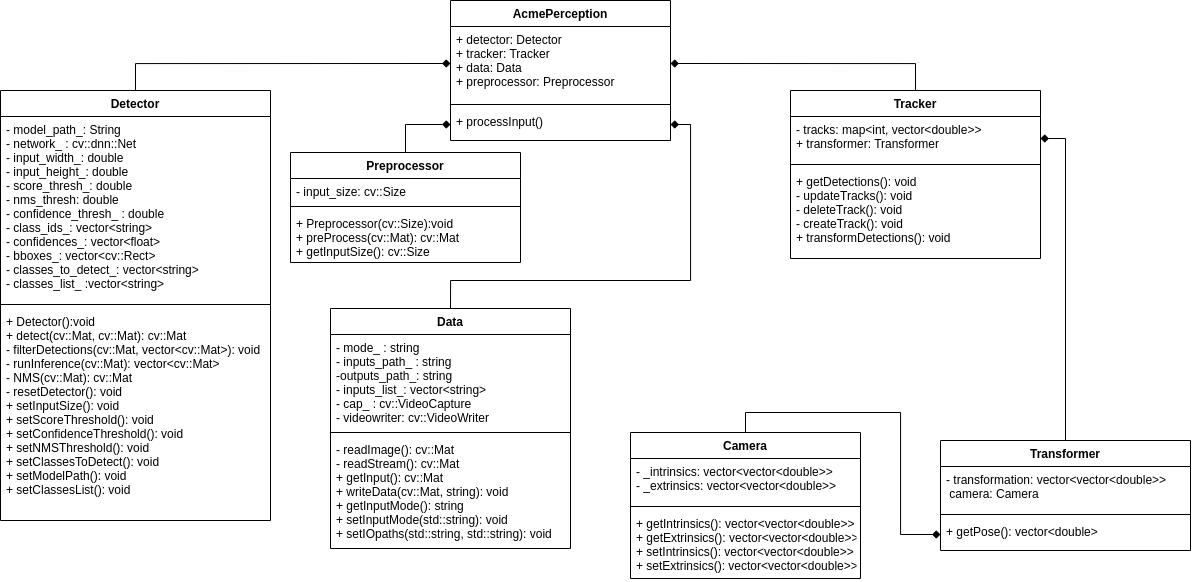 AcmePerception
+ detector: Detector
+ tracker: Tracker
+ data: Data
+ preprocessor: Preprocessor
+ processInput()
Detector
- model_path_: String
- network_ : cv::dnn::Net
- input_width_: double
- input_height_: double
- score_thresh_: double
- nms_thresh: double
- confidence_thresh_ : double
- class_ids_: vector<string>
- confidences_: vector<float>
- bboxes_: vector<cv::Rect>
- classes_to_detect_: vector<string>
- classes_list_ :vector<string>
+ Detector():void
+ detect(cv::Mat, cv::Mat): cv::Mat
- filterDetections(cv::Mat, vector<cv::Mat>): void
- runInference(cv::Mat): vector<cv::Mat>
- NMS(cv::Mat): cv::Mat
- resetDetector(): void
+ setInputSize(): void
+ setScoreThreshold(): void
+ setConfidenceThreshold(): void
+ setNMSThreshold(): void
+ setClassesToDetect(): void
+ setModelPath(): void
+ setClassesList(): void
Preprocessor
- input_size: cv::Size
+ Preprocessor(cv::Size):void
+ preProcess(cv::Mat): cv::Mat
+ getInputSize(): cv::Size
Tracker
- tracks: map<int, vector<double>>
+ transformer: Transformer
+ getDetections(): void
- updateTracks(): void
- deleteTrack(): void
- createTrack(): void
+ transformDetections(): void
Data
- mode_ : string
- inputs_path_ : string
-outputs_path_: string
- inputs_list_: vector<string>
- cap_ : cv::VideoCapture
- videowriter: cv::VideoWriter
- readImage(): cv::Mat
- readStream(): cv::Mat
+ getInput(): cv::Mat
+ writeData(cv::Mat, string): void
+ getInputMode(): string
+ setInputMode(std::string): void
+ setIOpaths(std::string, std::string): void
Camera
- _intrinsics: vector<vector<double>>
- _extrinsics: vector<vector<double>>
+ getIntrinsics(): vector<vector<double>>
+ getExtrinsics(): vector<vector<double>>
+ setIntrinsics(): vector<vector<double>>
+ setExtrinsics(): vector<vector<double>>
Transformer
- transformation: vector<vector<double>>
camera: Camera
+ getPose(): vector<double>